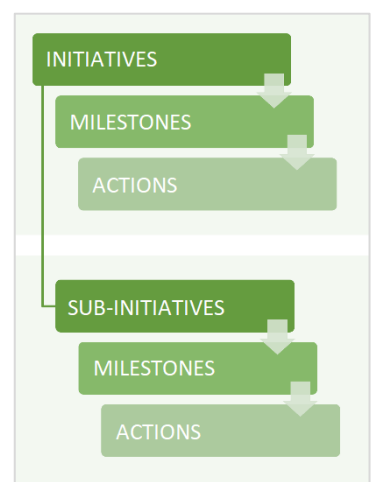 INITIATIVES
MILESTONES
ACTIONS
SUB-INITIATIVES
MILESTONES
ACTIONS